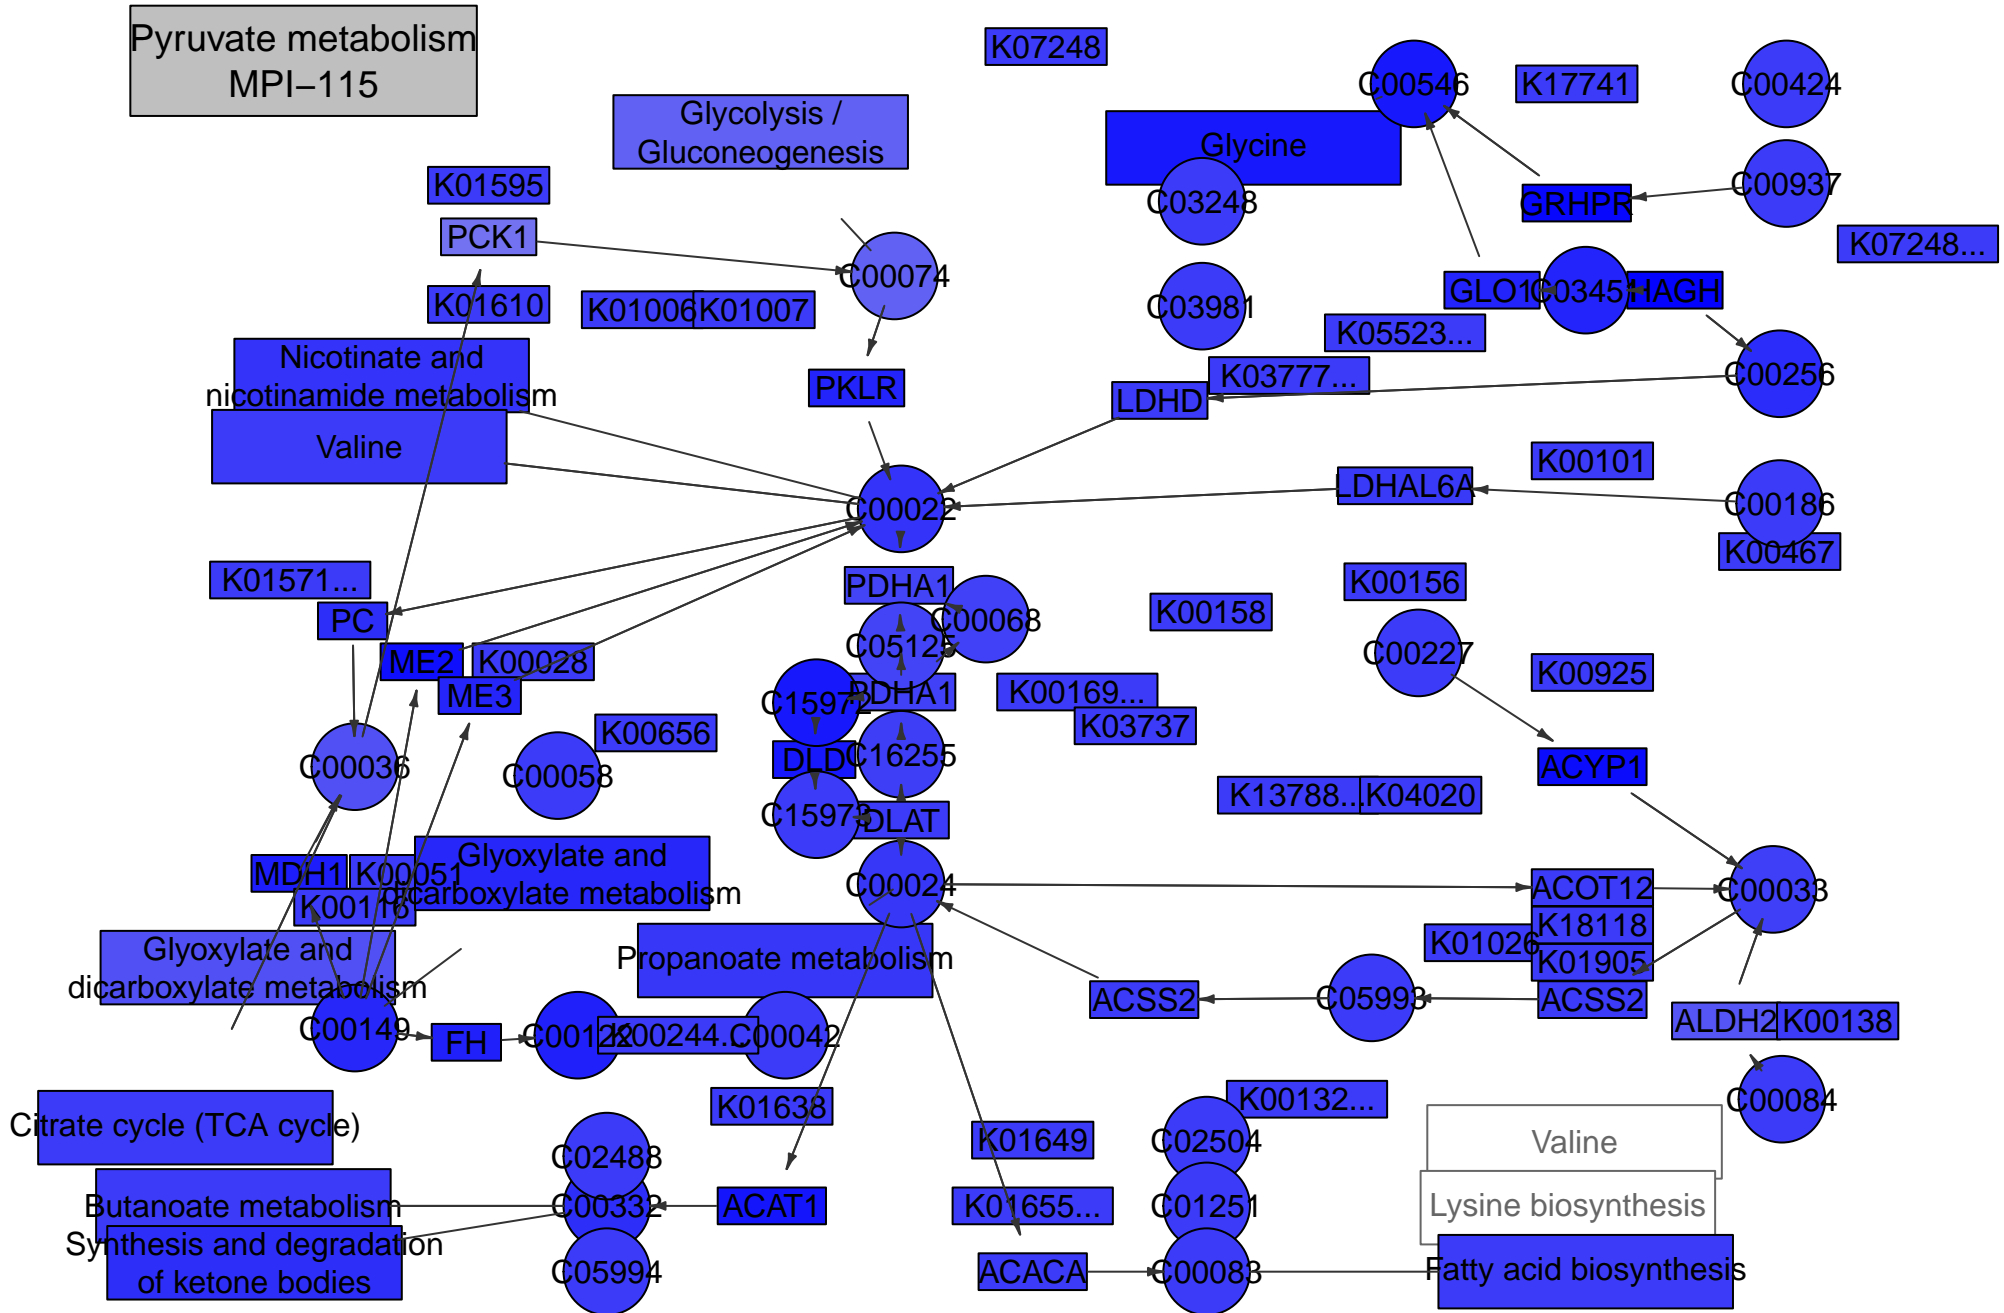 Pyruvate metabolism
MPI−115
K07248
C00546
K17741
C00424
Glycolysis /
Gluconeogenesis
Glycine
K01595
C03248
GRHPR
C00937
PCK1
K07248...
C00074
K01610
K01006
K01007
C03981
GLO1
C0345
HAGH
K05523...
Nicotinate and
nicotinamide metabolism
PKLR
K03777...
LDHD
C00256
Valine
K00101
LDHAL6A
C00022
C00186
K00467
K01571...
PDHA1
K00156
PC
C00068
K00158
C05125
C00227
ME2
K00028
K00925
ME3
PDHA1
K00169...
C15972
K03737
K00656
DLD
C16255
C00036
C00058
ACYP1
K13788...
K04020
C15973
DLAT
MDH1
K00051
Glyoxylate and
dicarboxylate metabolism
K00116
C00024
ACOT12
C00033
K18118
K01026
K01905
Glyoxylate and
dicarboxylate metabolism
Propanoate metabolism
ACSS2
C05993
ACSS2
ALDH2
K00138
C00149
FH
C00122
K00244...
C00042
K01638
K00132...
C00084
Citrate cycle (TCA cycle)
C02488
K01649
C02504
Valine
Butanoate metabolism
C00332
ACAT1
K01655...
C01251
Lysine biosynthesis
Synthesis and degradation
of ketone bodies
C05994
ACACA
C00083
Fatty acid biosynthesis